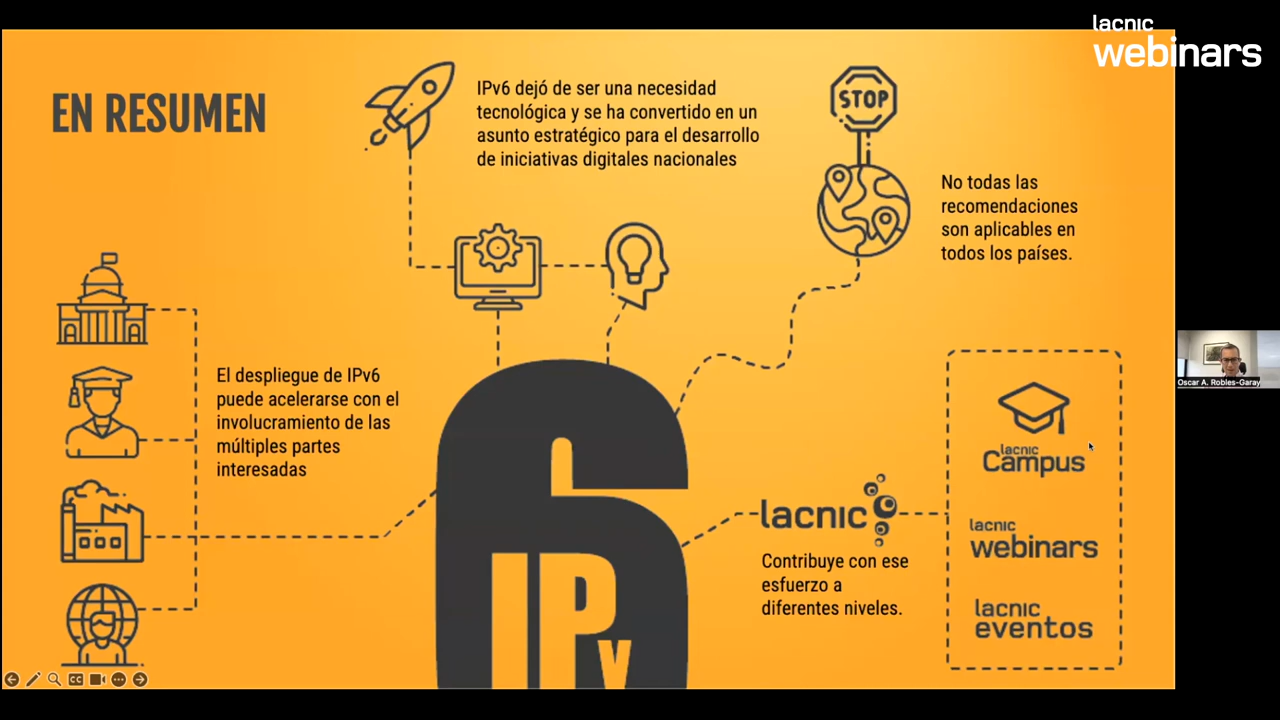 lacnic
webinars
EN RESUMEN
IPv6 dejó de ser una necesidad
tecnológica y se ha convertido en un
asunto estratégico para el desarrollo
de iniciativas digitales nacionales
STOP
No todas las
recomendaciones
son aplicables en
todos los países.
El despliegue de IPv6
puede acelerarse con el
involucramiento de las
múltiples partes
interesadas
6
IPv
lacnic
Contribuye con ese
esfuerzo a
diferentes niveles.
lacnic
Campus
lacnic
webinars
lacnic
eventos
Oscar A. Robles-Garay
CC